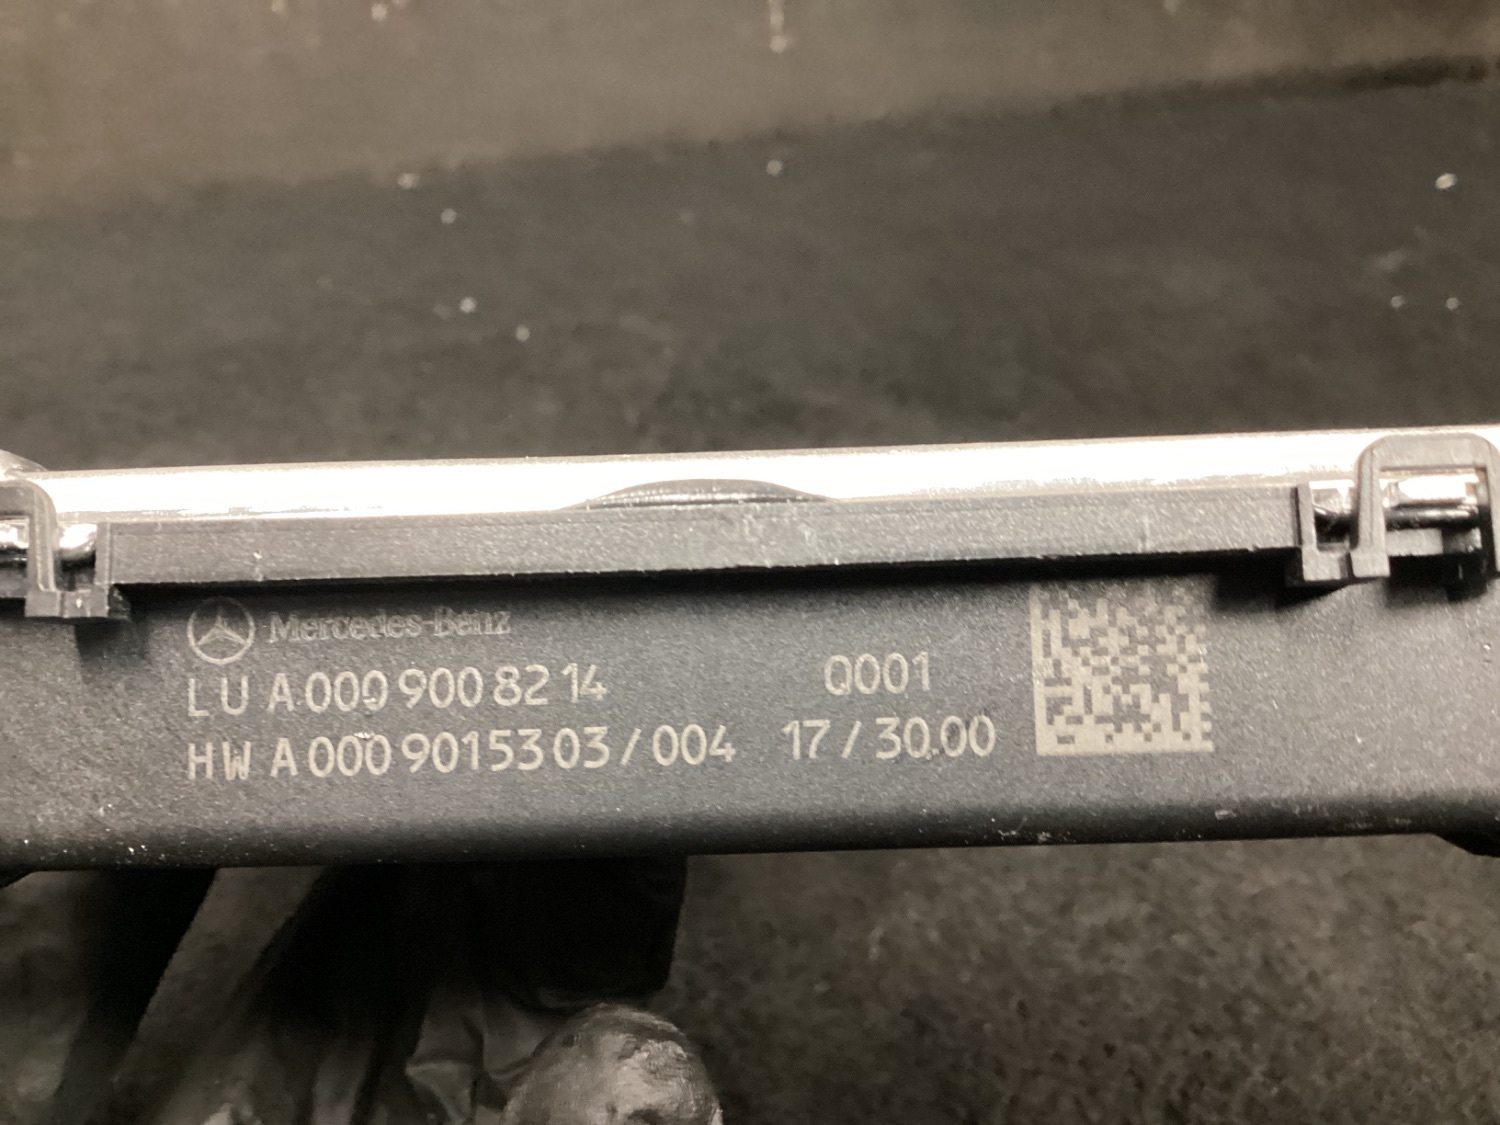 Mercedes-Benz
LU A 000 900 82 14 Q001
HW A 000 901 53 03 / 004 17 / 30.00